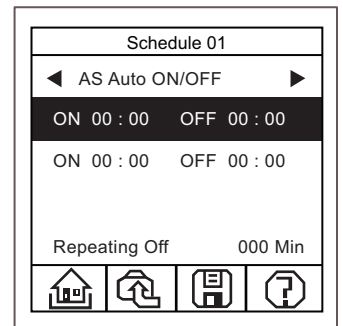 Schedule 01
◀ AS Auto ON/OFF ▶
ON 00 : 00 OFF 00 : 00
ON 00 : 00 OFF 00 : 00
Repeating Off 000 Min
?